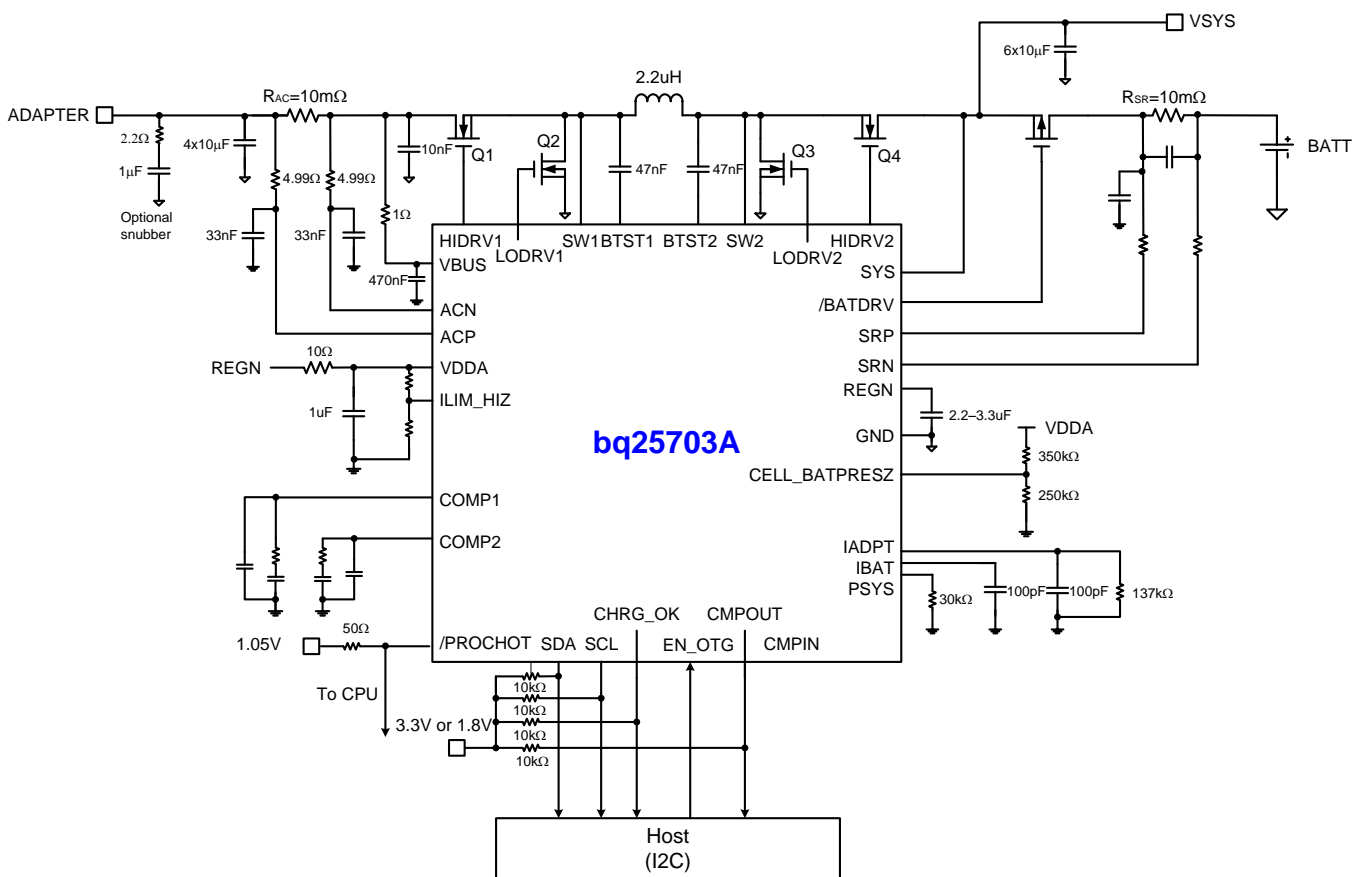 VSYS
6x10µF
2.2uH
RAC=10mΩ
RSR=10mΩ
ADAPTER
2.2Ω
4x10µF
10nF
Q1
Q2
47nF
47nF
Q3
Q4
BATT
1µF
4.99Ω
4.99Ω
Optional
snubber
1Ω
33nF
33nF
HIDRV1
SW1
BTST1
BTST2
SW2
HIDRV2
LODRV1
LODRV2
VBUS
SYS
470nF
ACN
/BATDRV
ACP
SRP
10Ω
REGN
VDDA
SRN
1uF
ILIM_HIZ
REGN
2.2–3.3uF
bq25703A
GND
VDDA
350kΩ
CELL_BATPRESZ
250kΩ
COMP1
COMP2
IADPT
IBAT
PSYS
30kΩ
100pF
100pF
137kΩ
CHRG_OK
CMPOUT
1.05V
50Ω
/PROCHOT
SDA
SCL
EN_OTG
CMPIN
To CPU
10kΩ
10kΩ
3.3V or 1.8V
10kΩ
10kΩ
Host
(I2C)